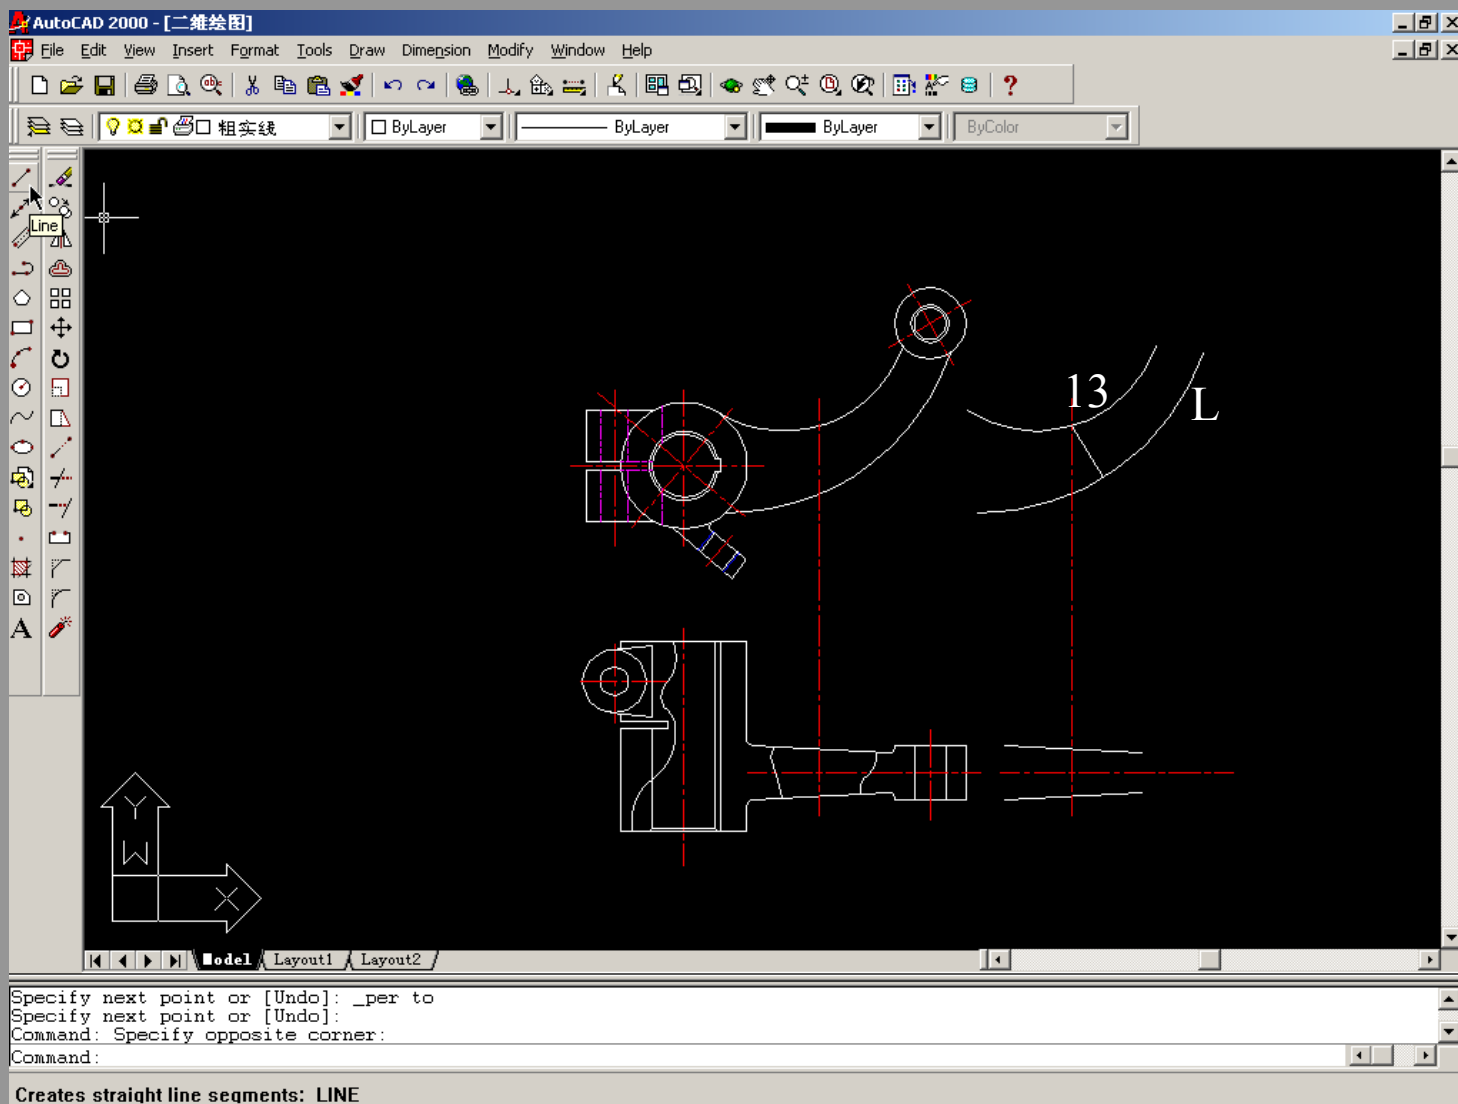 AutoCAD 2000 - [二维绘图]
File Edit View Insert Format Tools Draw Dimension Modify Window Help
粗实线 ByLayer ByLayer ByLayer ByColor
Line
13
L
Y
W
X
Model Layout1 Layout2
Specify next point or [Undo]: _per to
Specify next point or [Undo]:
Command: Specify opposite corner:
Command:
Creates straight line segments: LINE